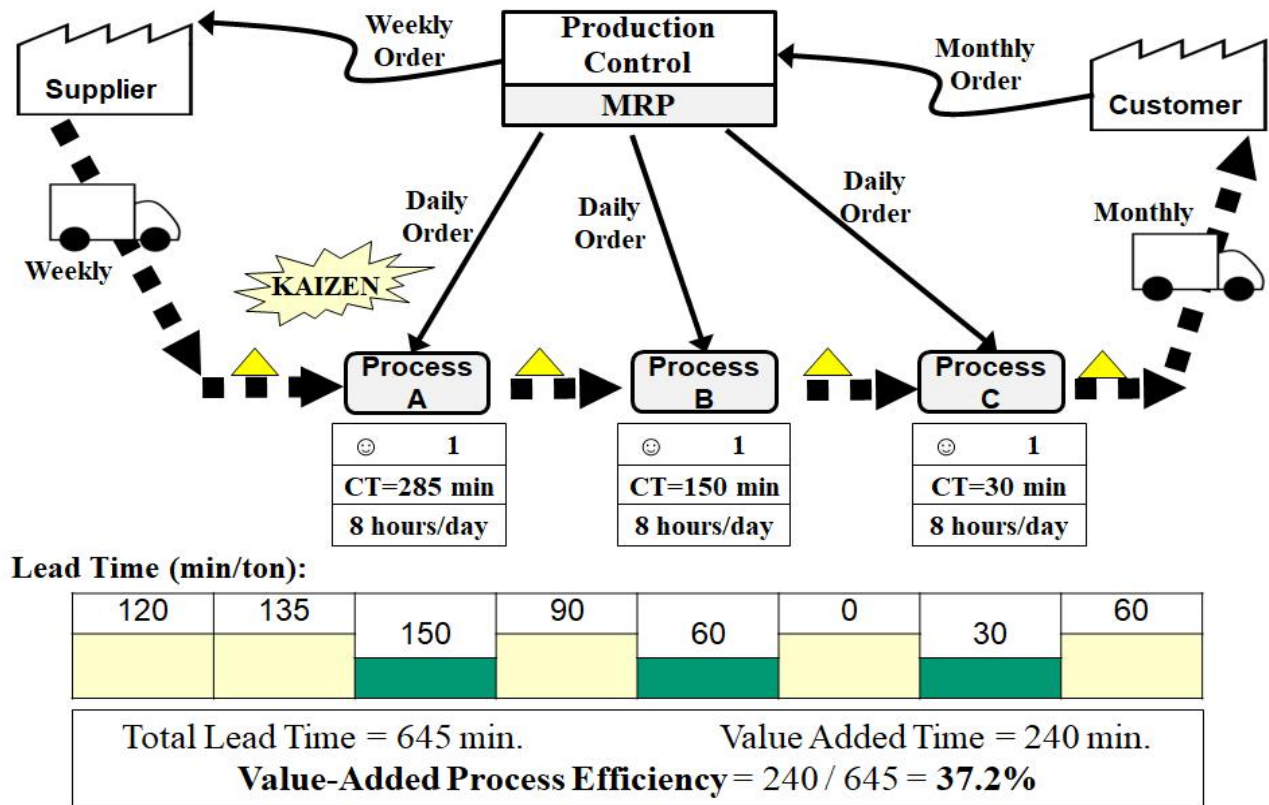 Supplier
Weekly
Order
Production
Control
MRP
Monthly
Order
Customer
Weekly
KAIZEN
Daily
Order
Daily
Order
Daily
Order
Monthly
Process
A
Process
B
Process
C
☺ 1
CT=285 min
8 hours/day
☺ 1
CT=150 min
8 hours/day
☺ 1
CT=30 min
8 hours/day
Lead Time (min/ton):
120 135 150 90 60 0 30 60
Total Lead Time = 645 min. Value Added Time = 240 min.
Value-Added Process Efficiency = 240 / 645 = 37.2%